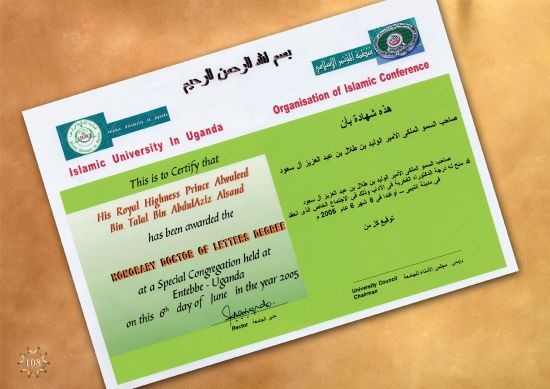 بسم الله الرحمن الرحيم
Islamic University In Uganda
Organisation of Islamic Conference
منظمة المؤتمر الإسلامي
This is to Certify that
His Royal Highness Prince Alwaleed
Bin Talal Bin AbdulAziz Alsaud
has been awarded the
HONORARY DOCTOR OF LETTERS DEGREE
at a Special Congregation held at
Entebbe - Uganda
on this 6th day of June in the year 2005
Rector مدير الجامعة
هذه شهادة بأن
صاحب السمو الملكي الأمير الوليد بن طلال بن عبد العزيز آل سعود
قد منح له درجة الدكتوراه الفخرية في الآداب وذلك في الاجتماع الخاص الذي انعقد
في مدينة انتيبي - أوغندا في 6 شهر 6 عام 2005 م
توقيع كل من
رئيس مجلس الأمناء للجامعة
University Council
Chairman
108